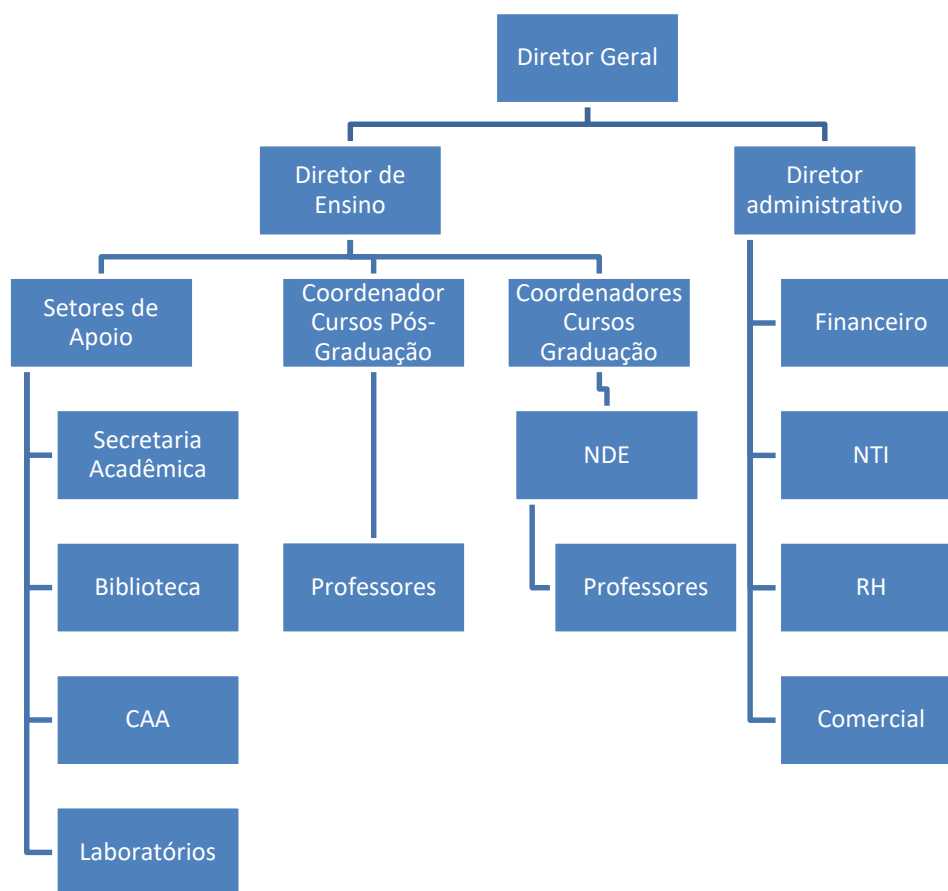 Diretor Geral
Diretor de
Ensino
Diretor
administrativo
Setores de
Apoio
Coordenador
Cursos Pós-
Graduação
Coordenadores
Cursos
Graduação
Financeiro
Secretaria
Acadêmica
NDE
NTI
Biblioteca
Professores
Professores
RH
CAA
Comercial
Laboratórios